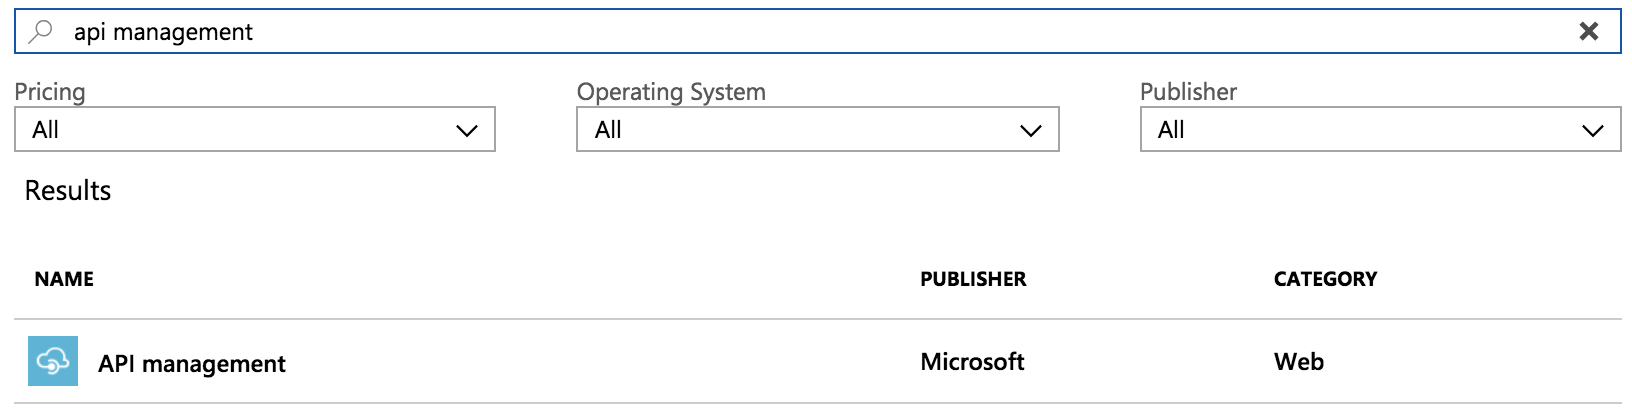 api management
Pricing Operating System Publisher
All All All
Results
NAME PUBLISHER CATEGORY
API management Microsoft Web